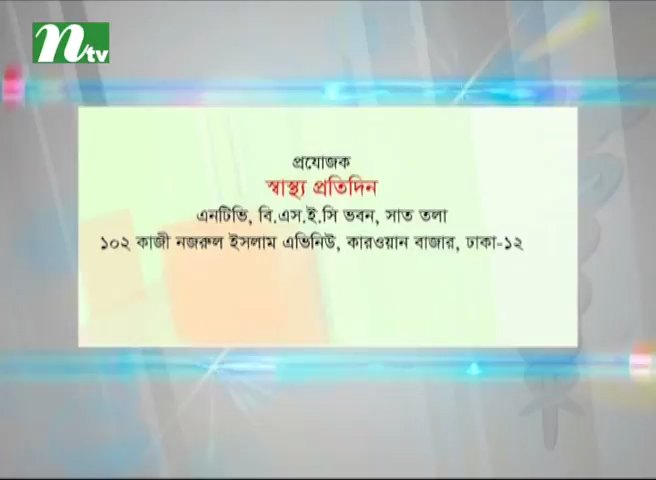 ntv
প্রযোজক
স্বাস্থ্য প্রতিদিন
এনটিভি, বি.এস.ই.সি ভবন, সাত তলা
১০২ কাজী নজরুল ইসলাম এভিনিউ, কারওয়ান বাজার, ঢাকা-১২